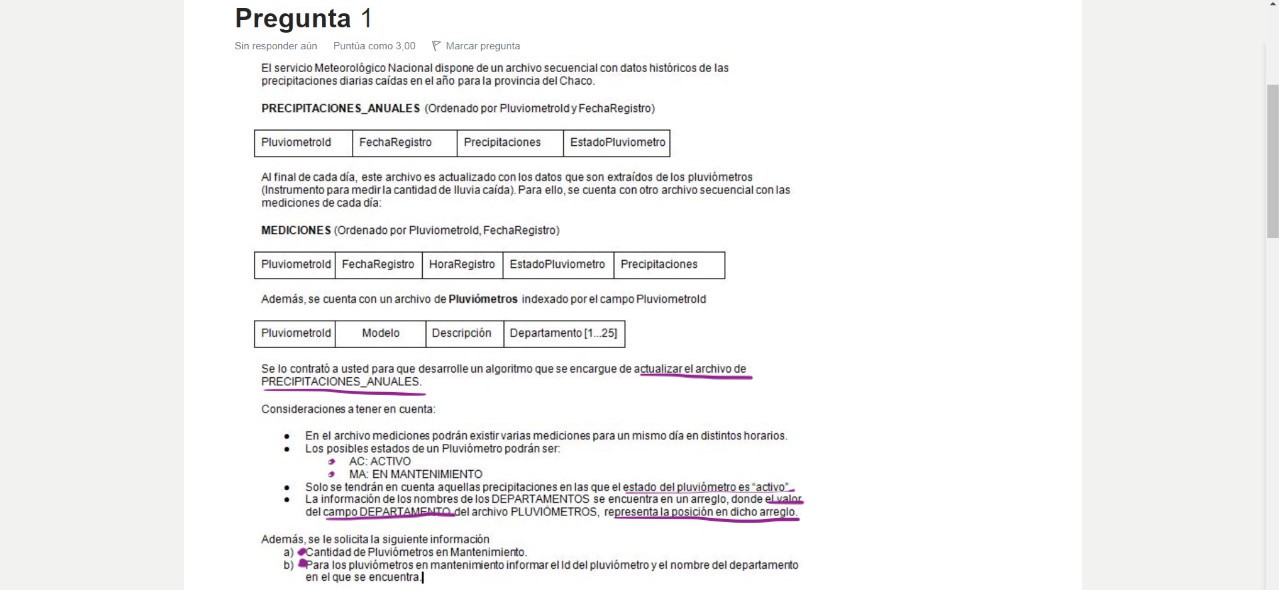 Pregunta 1
Sin responder aún Puntúa como 3,00 Marcar pregunta
El servicio Meteorológico Nacional dispone de un archivo secuencial con datos históricos de las
precipitaciones diarias caídas en el año para la provincia del Chaco.
PRECIPITACIONES_ANUALES (Ordenado por PluviometroId y FechaRegistro)
PluviometroId FechaRegistro Precipitaciones EstadoPluviometro
Al final de cada día, este archivo es actualizado con los datos que son extraídos de los pluviómetros
(Instrumento para medir la cantidad de lluvia caída). Para ello, se cuenta con otro archivo secuencial con las
mediciones de cada día:
MEDICIONES (Ordenado por PluviometroId, FechaRegistro)
PluviometroId FechaRegistro HoraRegistro EstadoPluviometro Precipitaciones
Además, se cuenta con un archivo de Pluviómetros indexado por el campo PluviometroId
PluviometroId Modelo Descripción Departamento [1...25]
Se lo contrató a usted para que desarrolle un algoritmo que se encargue de actualizar el archivo de
PRECIPITACIONES_ANUALES.
Consideraciones a tener en cuenta:
● En el archivo mediciones podrán existir varias mediciones para un mismo día en distintos horarios.
● Los posibles estados de un Pluviómetro podrán ser:
AC: ACTIVO
MA: EN MANTENIMIENTO
● Solo se tendrán en cuenta aquellas precipitaciones en las que el estado del pluviómetro es "activo".
● La información de los nombres de los DEPARTAMENTOS se encuentra en un arreglo, donde el valor
del campo DEPARTAMENTO del archivo PLUVIÓMETROS, representa la posición en dicho arreglo.
Además, se le solicita la siguiente información
a) Cantidad de Pluviómetros en Mantenimiento.
b) Para los pluviómetros en mantenimiento informar el Id del pluviómetro y el nombre del departamento
en el que se encuentra.